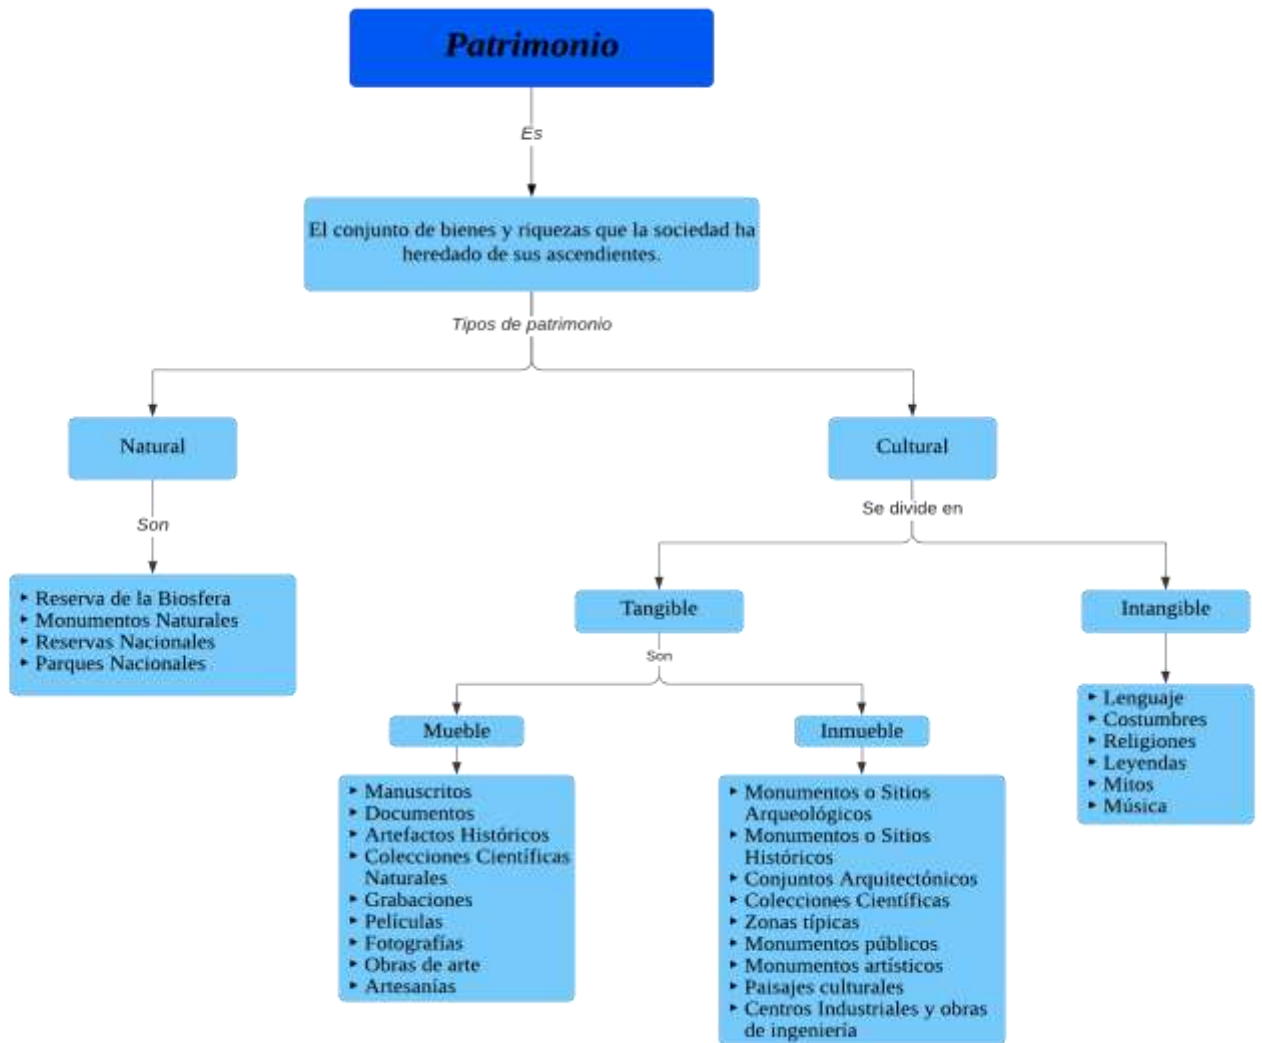 Patrimonio
Es
El conjunto de bienes y riquezas que la sociedad ha
heredado de sus ascendientes.
Tipos de patrimonio
Natural
Cultural
Son
Se divide en
‣ Reserva de la Biosfera
‣ Monumentos Naturales
‣ Reservas Nacionales
‣ Parques Nacionales
Tangible
Intangible
Son
Mueble
Inmueble
‣ Lenguaje
‣ Costumbres
‣ Religiones
‣ Leyendas
‣ Mitos
‣ Música
‣ Manuscritos
‣ Documentos
‣ Artefactos Históricos
‣ Colecciones Científicas
Naturales
‣ Grabaciones
‣ Películas
‣ Fotografías
‣ Obras de arte
‣ Artesanías
‣ Monumentos o Sitios
Arqueológicos
‣ Monumentos o Sitios
Históricos
‣ Conjuntos Arquitectónicos
‣ Colecciones Científicas
‣ Zonas típicas
‣ Monumentos públicos
‣ Monumentos artísticos
‣ Paisajes culturales
‣ Centros Industriales y obras
de ingeniería